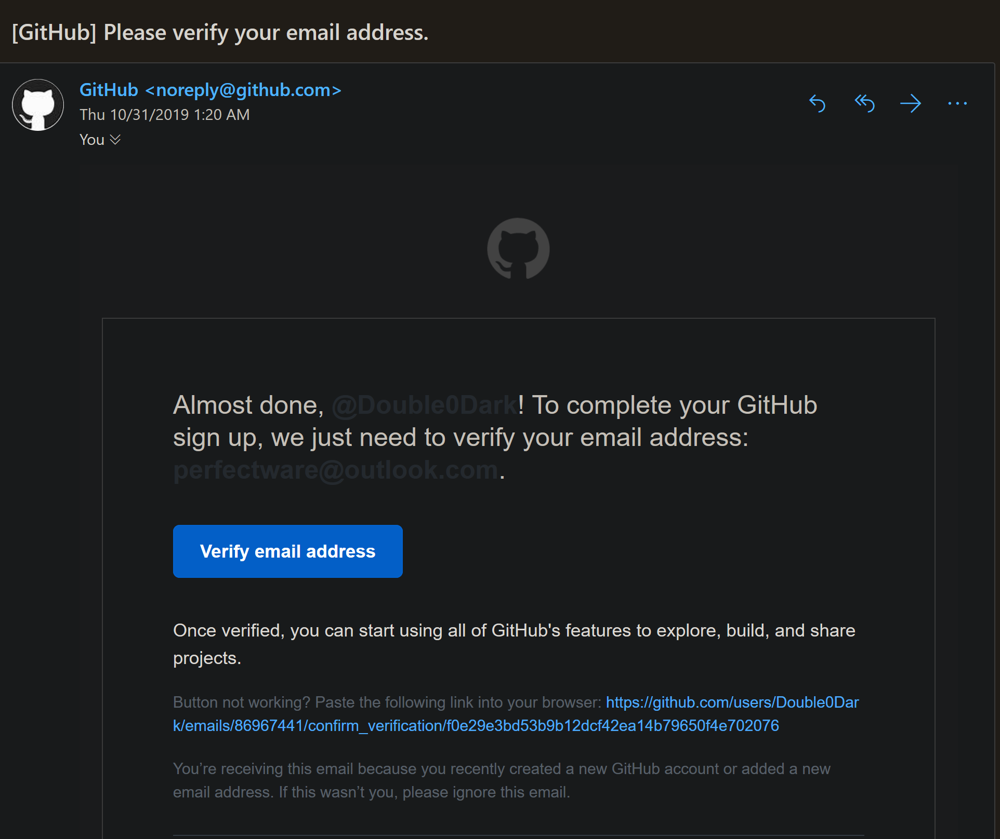 [GitHub] Please verify your email address.
GitHub <noreply@github.com>
Thu 10/31/2019 1:20 AM
You
Almost done, @Double0Dark! To complete your GitHub
sign up, we just need to verify your email address:
perfectware@outlook.com.
Verify email address
Once verified, you can start using all of GitHub's features to explore, build, and share
projects.
Button not working? Paste the following link into your browser: https://github.com/users/Double0Dar
k/emails/86967441/confirm_verification/f0e29e3bd53b9b12dcf42ea14b79650f4e702076
You’re receiving this email because you recently created a new GitHub account or added a new
email address. If this wasn’t you, please ignore this email.